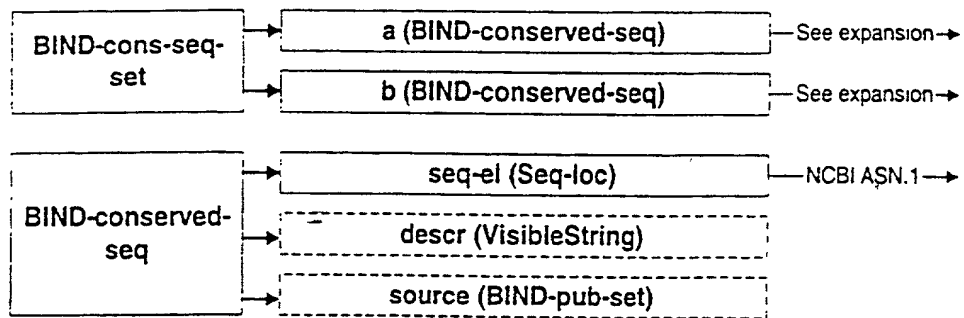 BIND-cons-seq-
set
a (BIND-conserved-seq)
See expansion
b (BIND-conserved-seq)
See expansion
BIND-conserved-
seq
seq-el (Seq-loc)
NCBI ASN.1
descr (VisibleString)
source (BIND-pub-set)